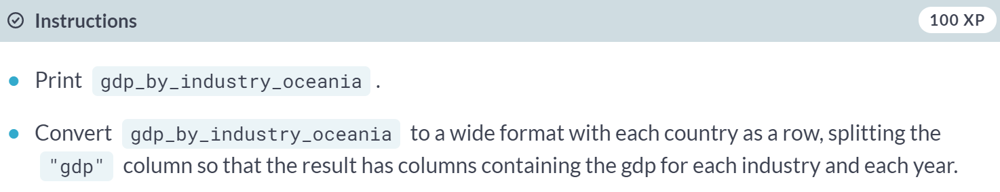 Instructions
100 XP
Print gdp_by_industry_oceania .
Convert gdp_by_industry_oceania to a wide format with each country as a row, splitting the
"gdp" column so that the result has columns containing the gdp for each industry and each year.